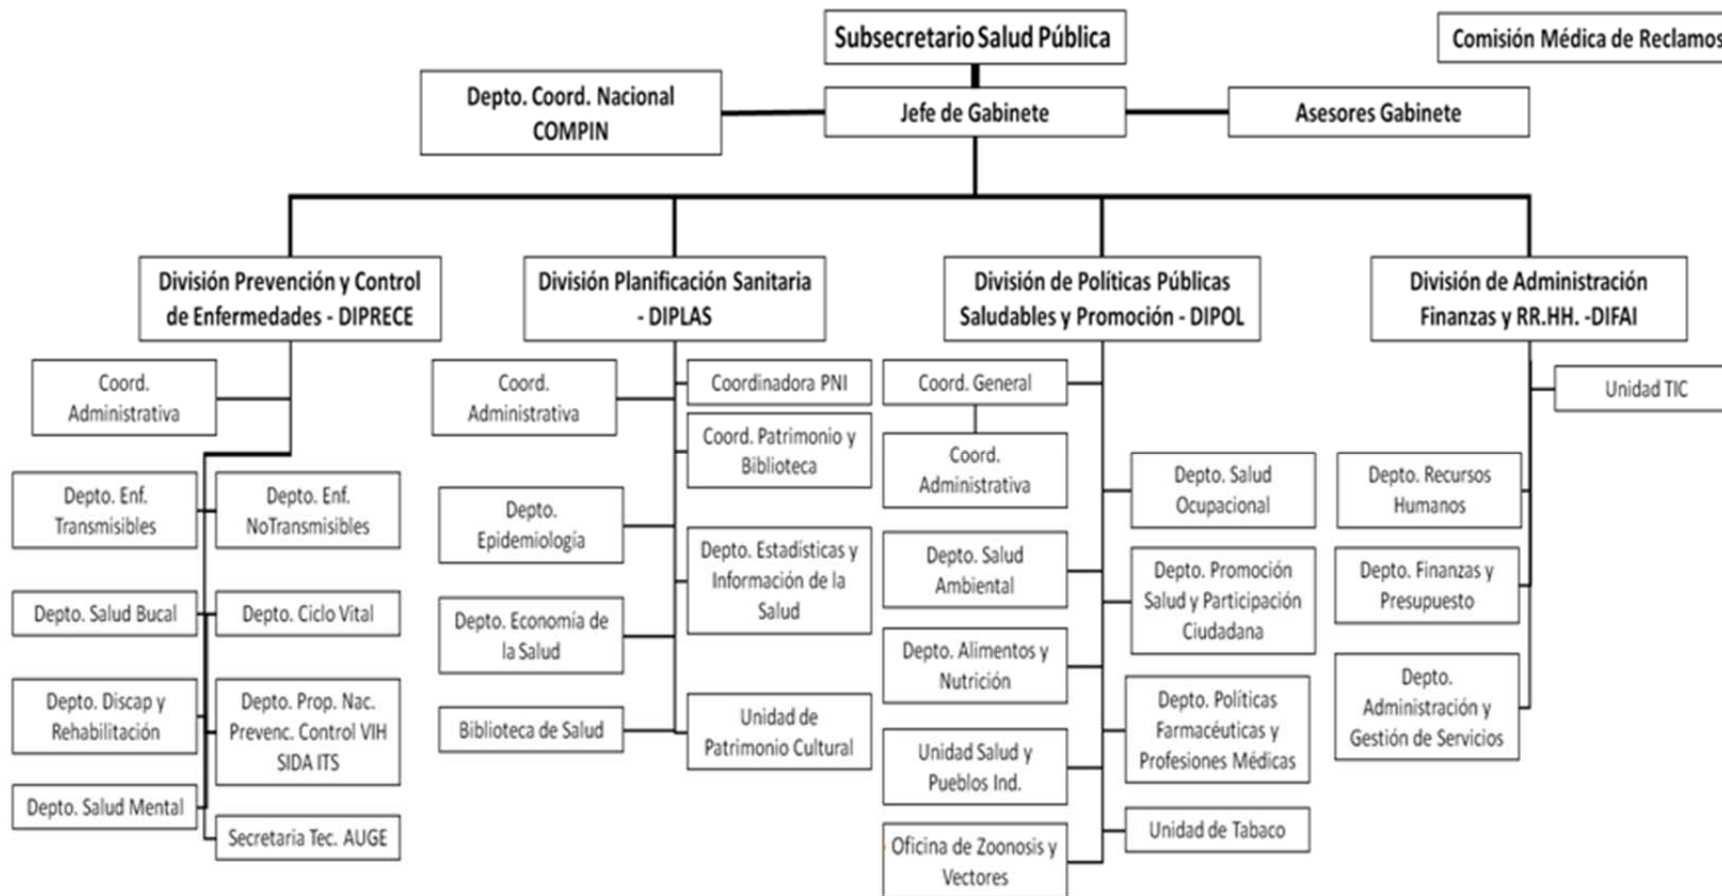 Subsecretario Salud Pública
Comisión Médica de Reclamos
Depto. Coord. Nacional
COMPIN
Jefe de Gabinete
Asesores Gabinete
División Prevención y Control
de Enfermedades - DIPRECE
División Planificación Sanitaria
- DIPLAS
División de Políticas Públicas
Saludables y Promoción - DIPOL
División de Administración
Finanzas y RR.HH. -DIFAI
Coord.
Administrativa
Depto. Enf.
Transmisibles
Depto. Enf.
NoTransmisibles
Depto. Salud Bucal
Depto. Ciclo Vital
Depto. Discap y
Rehabilitación
Depto. Prop. Nac.
Prevenc. Control VIH
SIDA ITS
Depto. Salud Mental
Secretaria Tec. AUGE
Coord.
Administrativa
Coordinadora PNI
Coord. Patrimonio y
Biblioteca
Depto.
Epidemiología
Depto. Estadísticas y
Información de la
Salud
Depto. Economía de
la Salud
Biblioteca de Salud
Unidad de
Patrimonio Cultural
Coord. General
Coord.
Administrativa
Depto. Salud
Ocupacional
Depto. Salud
Ambiental
Depto. Promoción
Salud y Participación
Ciudadana
Depto. Alimentos y
Nutrición
Depto. Políticas
Farmacéuticas y
Profesiones Médicas
Unidad Salud y
Pueblos Ind.
Unidad de Tabaco
Oficina de Zoonosis y
Vectores
Unidad TIC
Depto. Recursos
Humanos
Depto. Finanzas y
Presupuesto
Depto.
Administración y
Gestión de Servicios